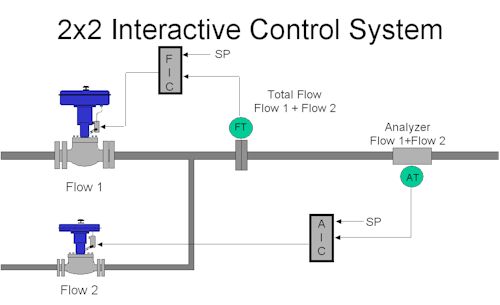 2x2 Interactive Control System
F
I
C
SP
Total Flow
Flow 1 + Flow 2
FT
Analyzer
Flow 1+Flow 2
AT
Flow 1
A
I
C
SP
Flow 2